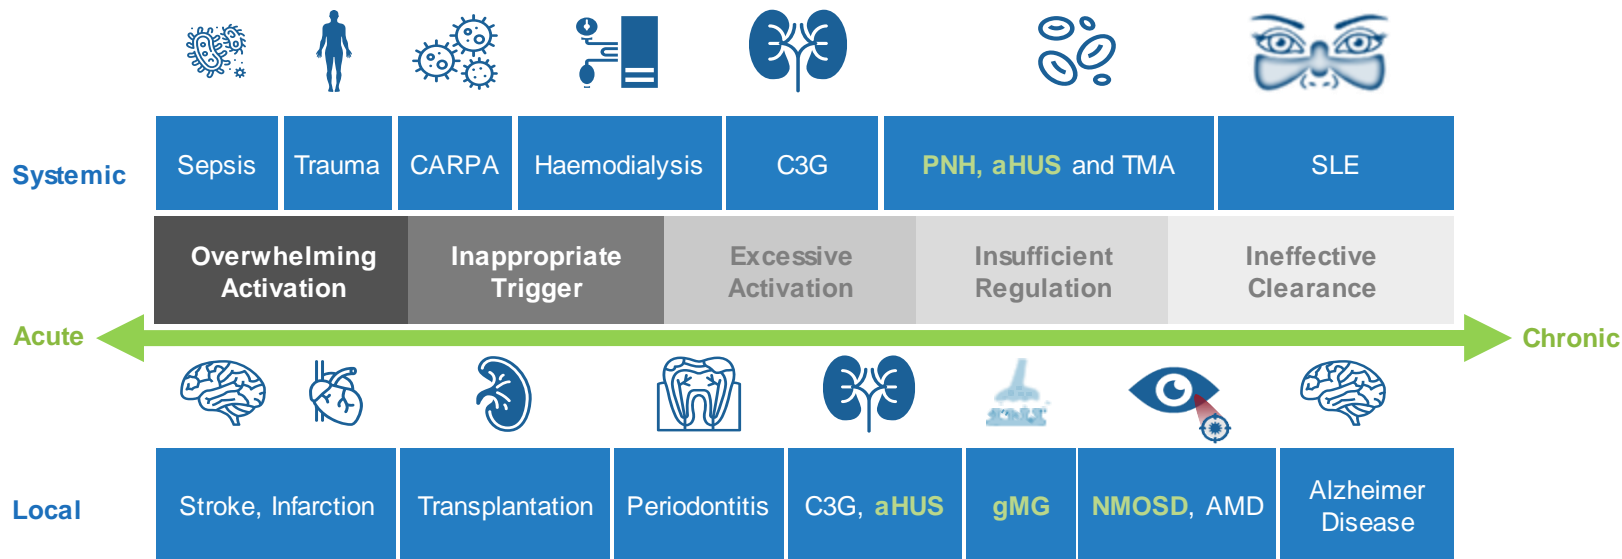 Systemic
Sepsis
Trauma
CARPA
Haemodialysis
C3G
PNH, aHUS and TMA
SLE
Overwhelming
Activation
Inappropriate
Trigger
Excessive
Activation
Insufficient
Regulation
Ineffective
Clearance
Acute
Chronic
Local
Stroke, Infarction
Transplantation
Periodontitis
C3G, aHUS
gMG
NMOSD, AMD
Alzheimer
Disease